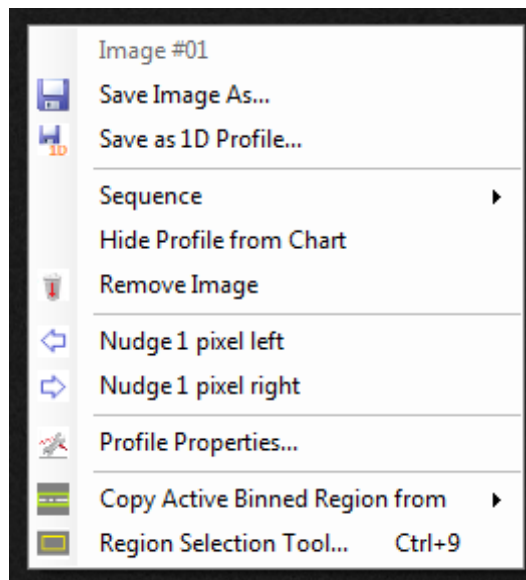 Image #01
Save Image As...
1D
Save as 1D Profile...
Sequence
Hide Profile from Chart
Remove Image
Nudge 1 pixel left
Nudge 1 pixel right
Profile Properties...
Copy Active Binned Region from
Region Selection Tool... Ctrl+9